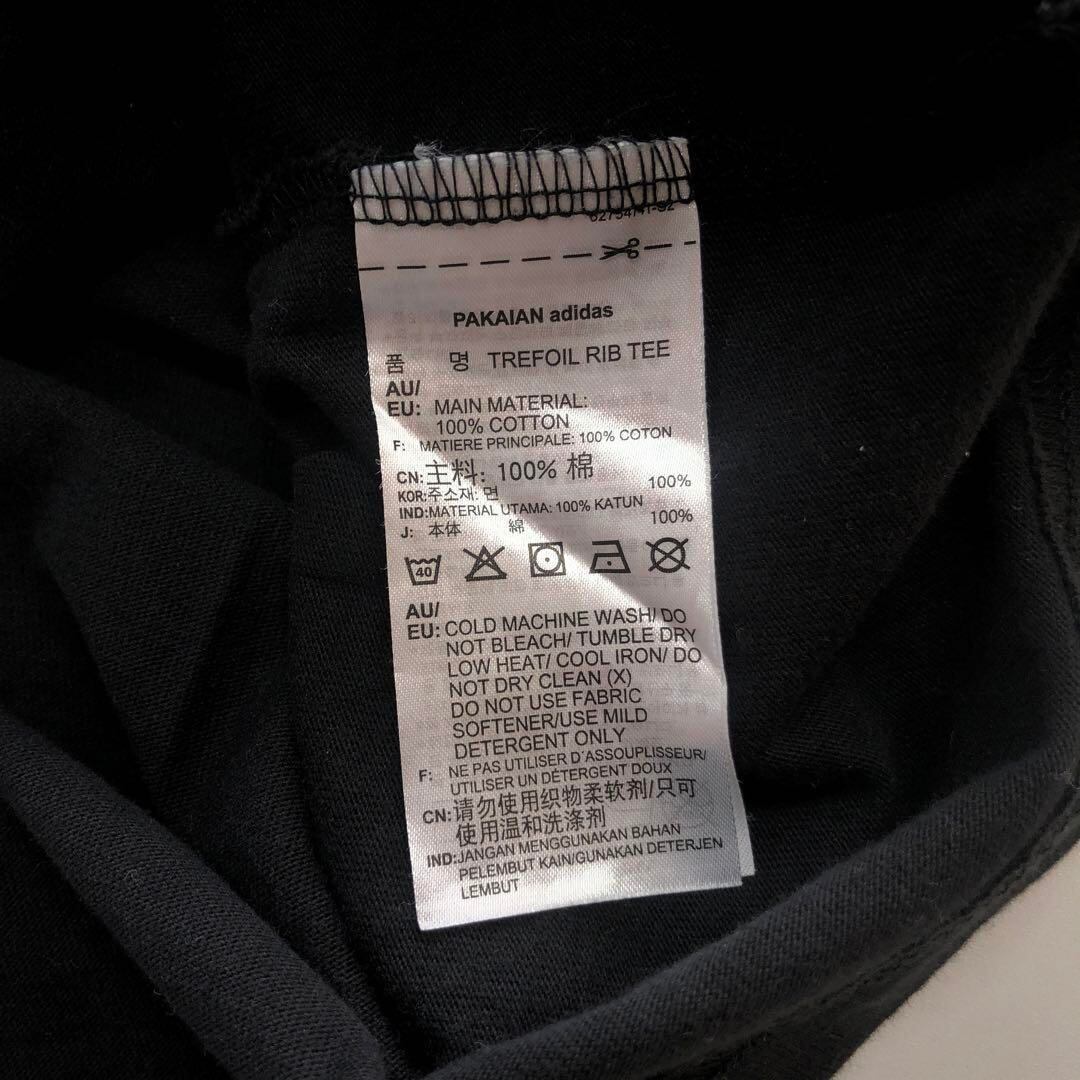 PAKAIAN adidas
품 명 TREFOIL RIB TEE
AU/
EU: MAIN MATERIAL:
100% COTTON
F: MATIERE PRINCIPALE: 100% COTON
CN: 主料: 100% 棉
KOR: 주소재: 면 100%
IND: MATERIAL UTAMA: 100% KATUN
J: 本体 綿 100%
40
AU/
EU: COLD MACHINE WASH/ DO
NOT BLEACH/ TUMBLE DRY
LOW HEAT/ COOL IRON/ DO
NOT DRY CLEAN (X)
DO NOT USE FABRIC
SOFTENER/USE MILD
DETERGENT ONLY
F: NE PAS UTILISER D´ASSOUPLISSEUR/
UTILISER UN DÉTERGENT DOUX
CN: 请勿使用织物柔软剂/只可
使用温和洗涤剂
IND: JANGAN MENGGUNAKAN BAHAN
PELEMBUT KAIN/GUNAKAN DETERJEN
LEMBUT